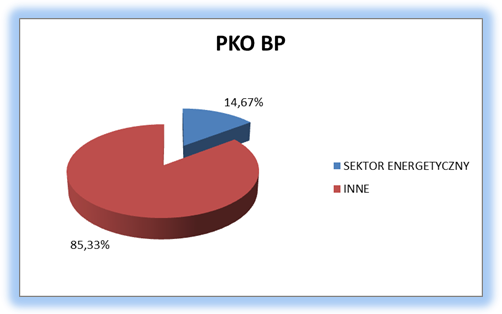 PKO BP
14,67%
SEKTOR ENERGETYCZNY
INNE
85,33%